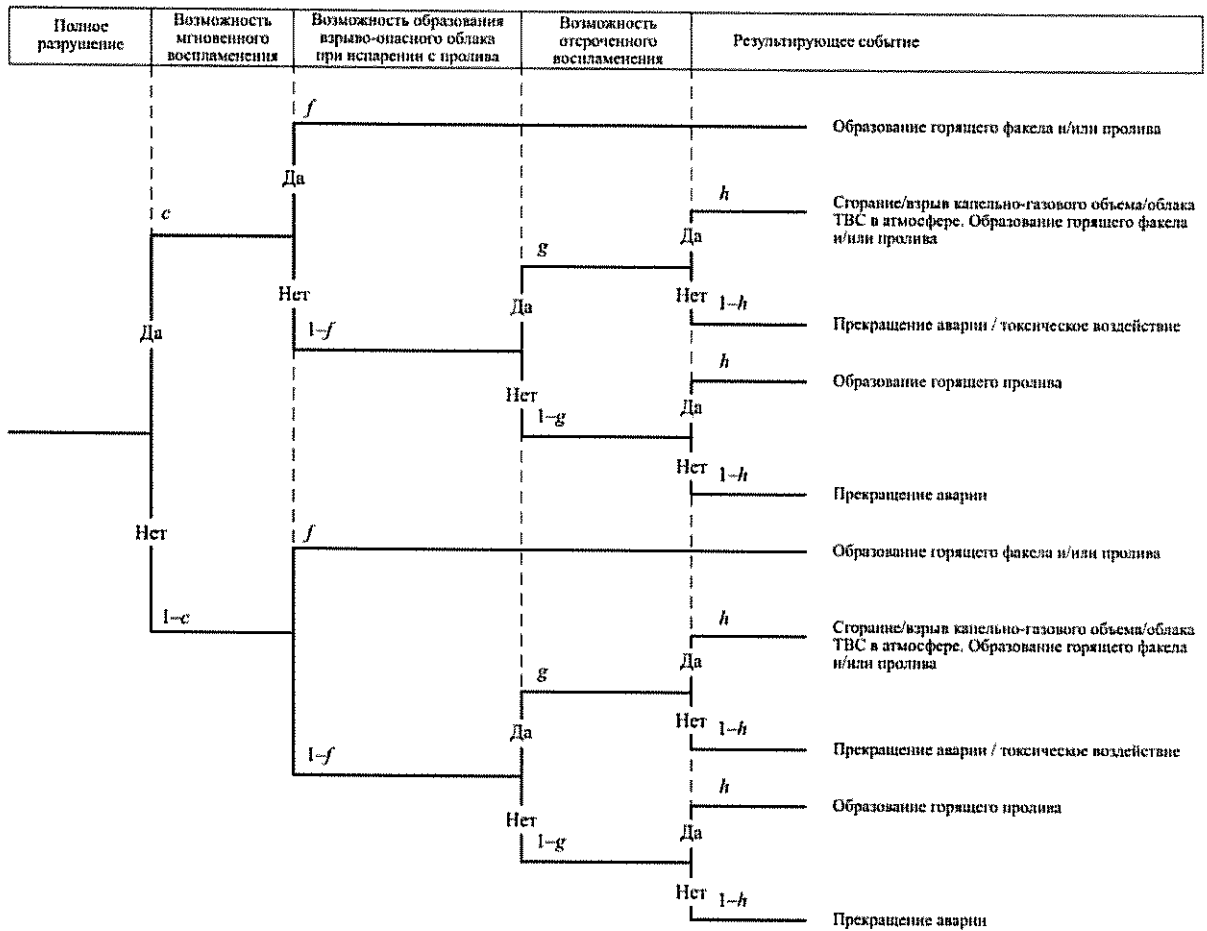 Полное
разрушение
Возможность
мгновенного
воспламенения
Возможность образования
взрыво-опасного облака
при испарении с пролива
Возможность
отсроченного
воспламенения
Результирующее событие
f
Образование горящего факела и/или пролива
Да
c
h
Сгорание/взрыв капельно-газового объема/облака
ТВС в атмосфере. Образование горящего факела
и/или пролива
Да
g
Нет
Да
Нет
1–h
Прекращение аварии / токсическое воздействие
Да
1–f
h
Образование горящего пролива
Нет
1–g
Да
Нет
1–h
Прекращение аварии
Нет
f
Образование горящего факела и/или пролива
1–c
h
Сгорание/взрыв капельно-газового объема/облака
ТВС в атмосфере. Образование горящего факела
и/или пролива
Да
g
Нет
1–h
Да
1–f
Прекращение аварии / токсическое воздействие
h
Образование горящего пролива
Нет
1–g
Да
Нет
1–h
Прекращение аварии